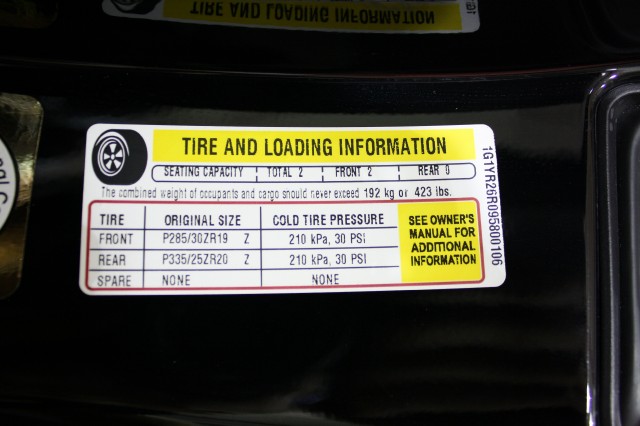 TIRE AND LOADING INFORMATION
TIRE AND LOADING INFORMATION
SEATING CAPACITY TOTAL 2 FRONT 2 REAR 0
The combined weight of occupants and cargo should never exceed 192 kg or 423 lbs.
TIRE ORIGINAL SIZE COLD TIRE PRESSURE
FRONT P285/30ZR19 Z 210 kPa, 30 PSI
REAR P335/25ZR20 Z 210 kPa, 30 PSI
SPARE NONE NONE
SEE OWNER'S
MANUAL FOR
ADDITIONAL
INFORMATION
1G1YR26R095800106